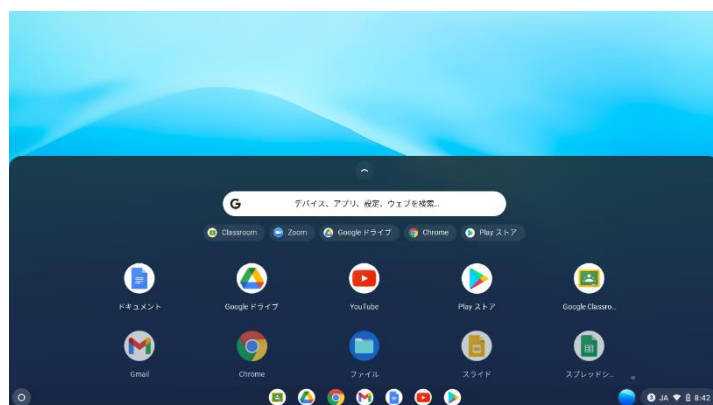 G デバイス、アプリ、設定、ウェブを検索...
Classroom Zoom Google ドライブ Chrome Play ストア
ドキュメント Google ドライブ YouTube Play ストア Google Classro...
Gmail Chrome ファイル スライド スプレッドシ...
JA 8:42